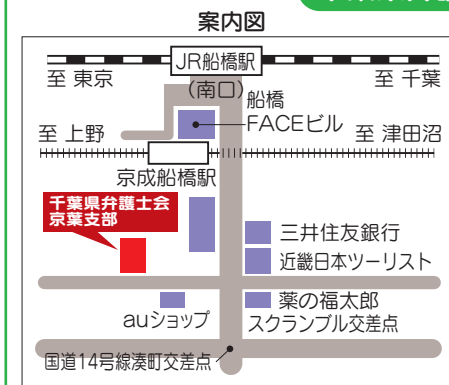 案内図
JR船橋駅
至 東京
至 千葉
(南口)
船橋
FACEビル
至 上野
至 津田沼
京成船橋駅
千葉県弁護士会
京葉支部
三井住友銀行
近畿日本ツーリスト
薬の福太郎
auショップ
スクランブル交差点
国道14号線湊町交差点